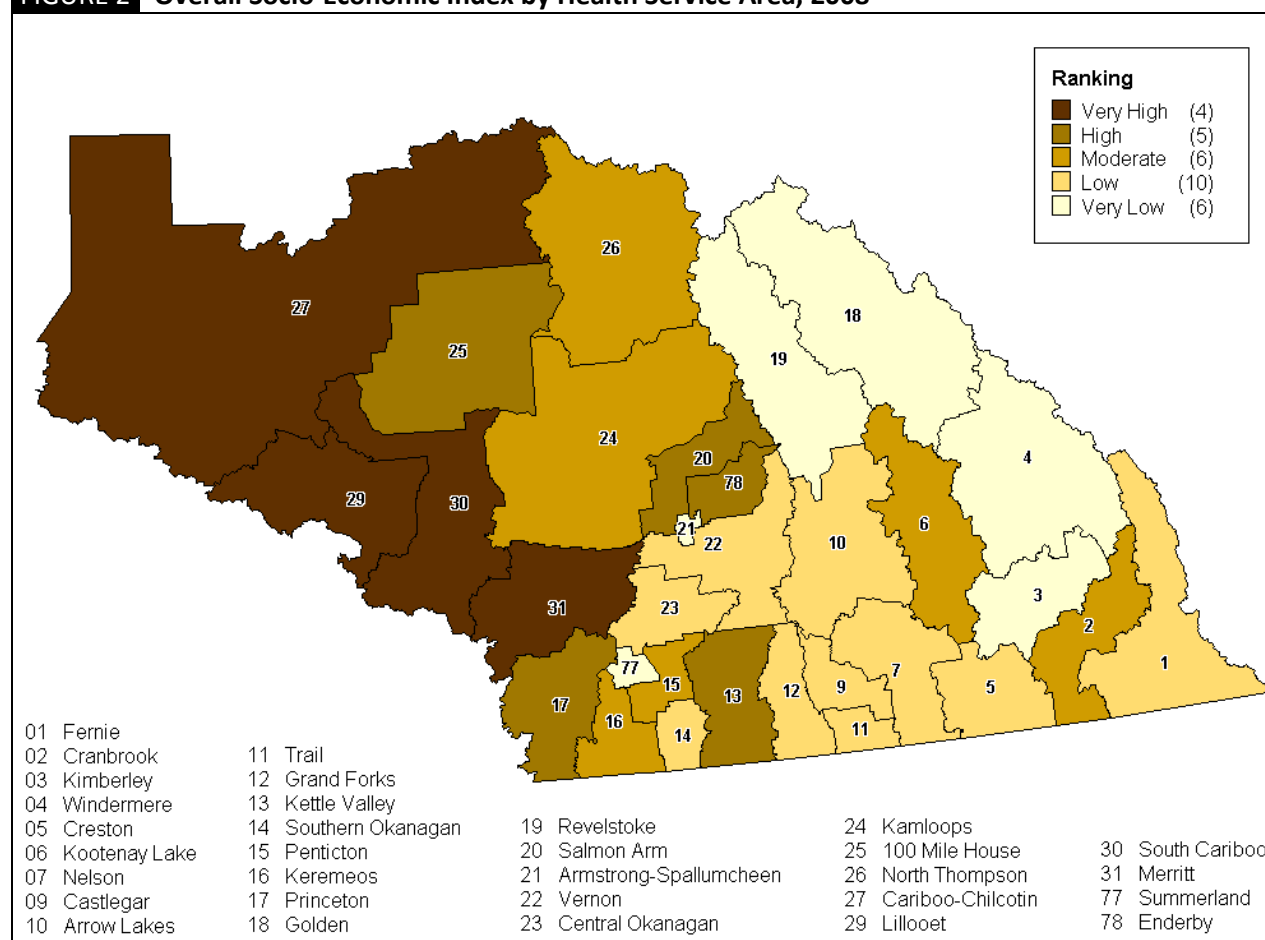 FIGURE 2 Overall Socio-Economic Index by Health Service Area, 2008
Ranking
Very High (4)
High (5)
Moderate (6)
Low (10)
Very Low (6)
26
27
18
25
19
24
20
4
78
29
30
6
21
22
10
3
31
23
2
77
7
1
15
9
5
13
12
17
16
11
14
01 Fernie
02 Cranbrook
03 Kimberley
04 Windermere
05 Creston
06 Kootenay Lake
07 Nelson
09 Castlegar
10 Arrow Lakes
11 Trail
12 Grand Forks
13 Kettle Valley
14 Southern Okanagan
15 Penticton
16 Keremeos
17 Princeton
18 Golden
19 Revelstoke
20 Salmon Arm
21 Armstrong-Spallumcheen
22 Vernon
23 Central Okanagan
24 Kamloops
25 100 Mile House
26 North Thompson
27 Cariboo-Chilcotin
29 Lillooet
30 South Cariboo
31 Merritt
77 Summerland
78 Enderby